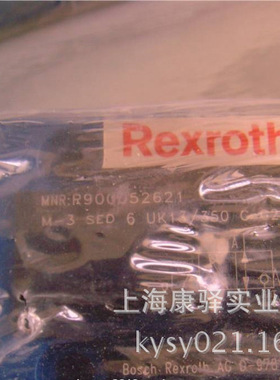 Rexroth
MNR:R900052621
M-3 SED 6 UK13/350 C
A
上海康驿实业
kysy021.16
Bosch Rexroth AG D-978